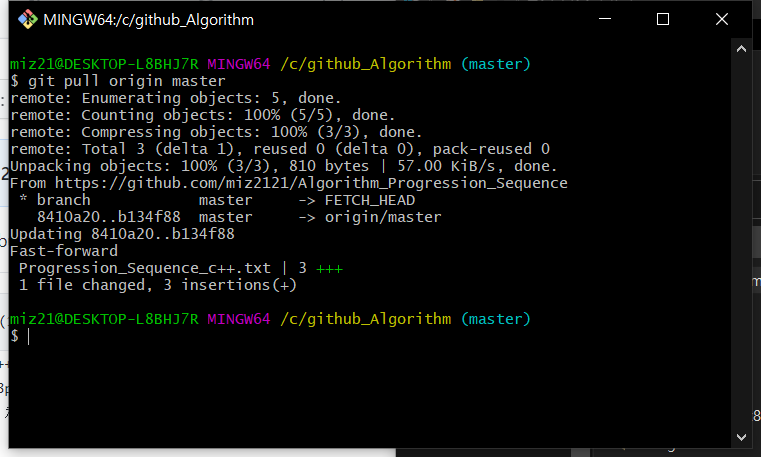 MINGW64:/c/github_Algorithm
miz21@DESKTOP-L8BHJ7R MINGW64 /c/github_Algorithm (master)
$ git pull origin master
remote: Enumerating objects: 5, done.
remote: Counting objects: 100% (5/5), done.
remote: Compressing objects: 100% (3/3), done.
remote: Total 3 (delta 1), reused 0 (delta 0), pack-reused 0
Unpacking objects: 100% (3/3), 810 bytes | 57.00 KiB/s, done.
From https://github.com/miz2121/Algorithm_Progression_Sequence
 * branch            master     -> FETCH_HEAD
   8410a20..b134f88  master     -> origin/master
Updating 8410a20..b134f88
Fast-forward
 Progression_Sequence_c++.txt | 3 +++
 1 file changed, 3 insertions(+)
miz21@DESKTOP-L8BHJ7R MINGW64 /c/github_Algorithm (master)
$